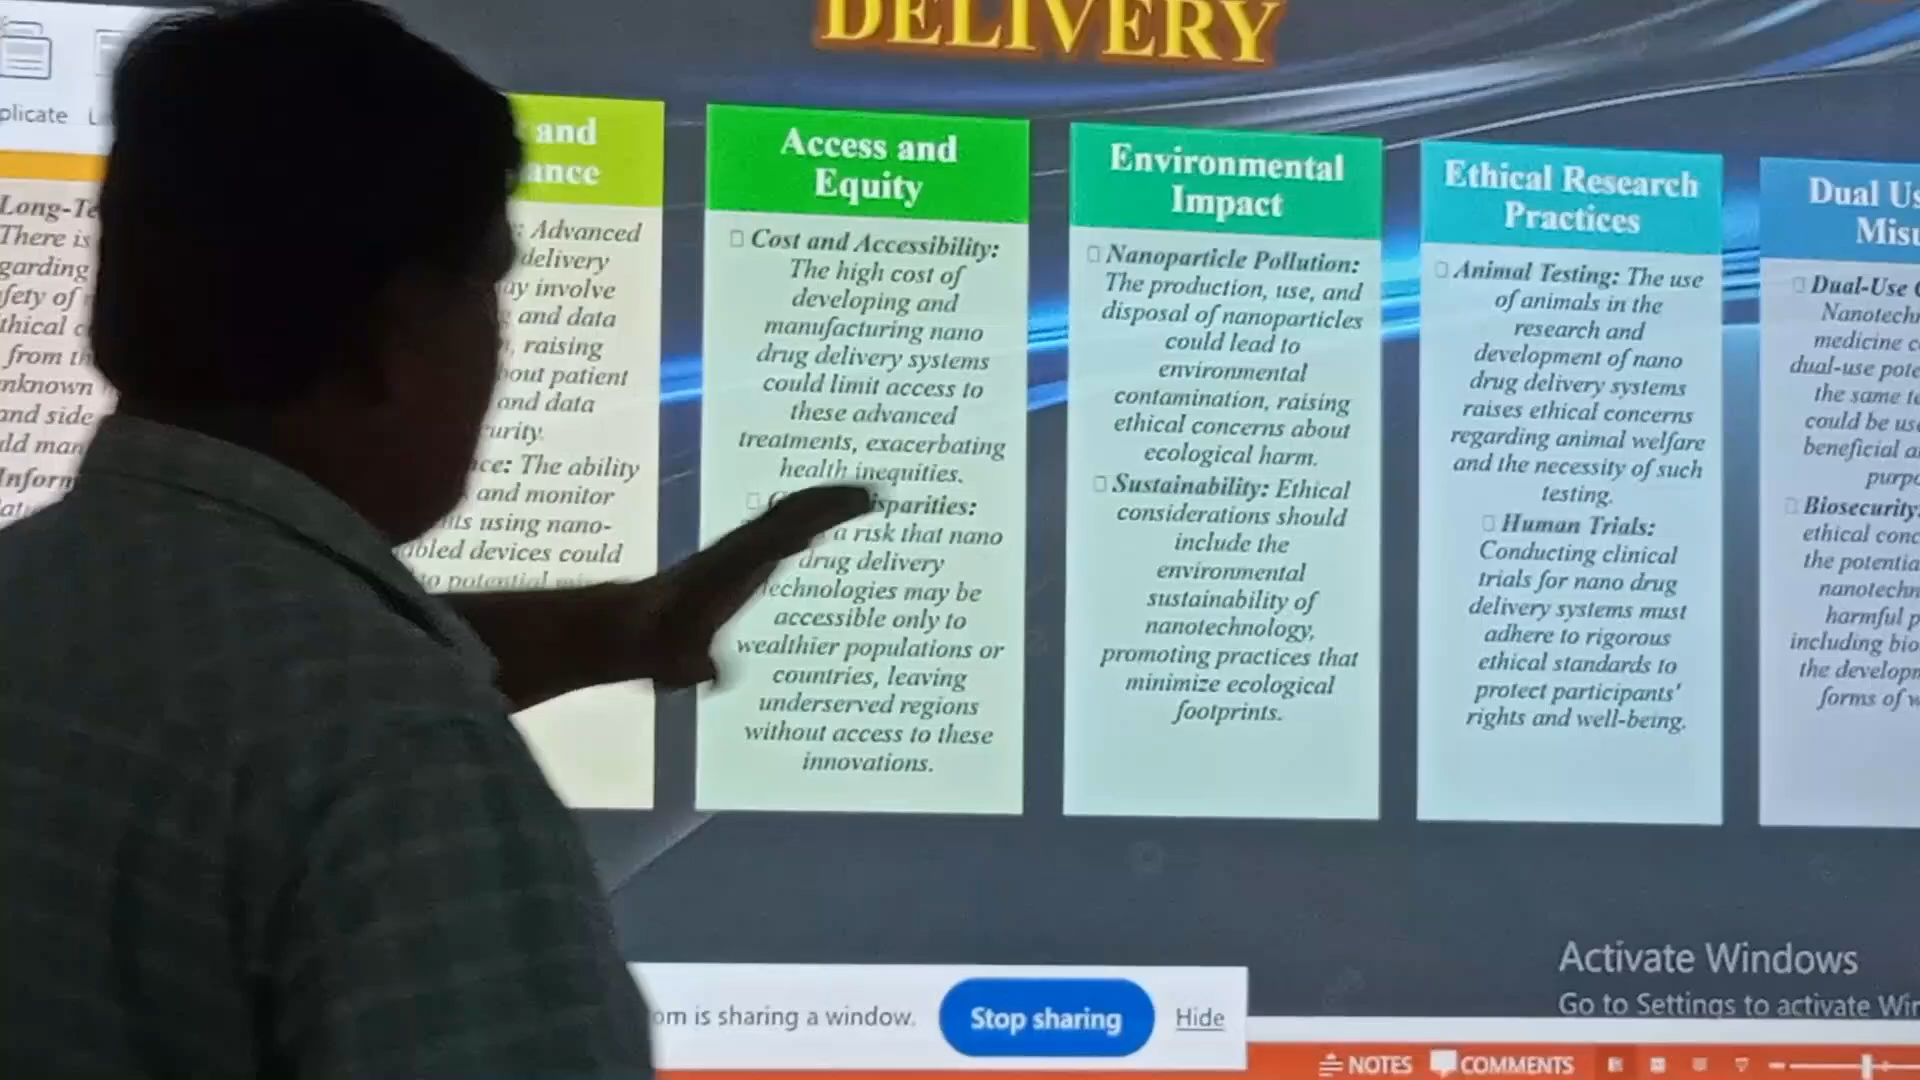 DELIVERY
plicate
and
ance
Long-Te
There is
garding
fety of
thical c
from th
nknown
and side
ld man
Inform
: Advanced
delivery
ay involve
and data
, raising
bout patient
and data
urity.
ce: The ability
and monitor
nts using nano-
abled devices could
to potential
Access and
Equity
Cost and Accessibility:
The high cost of
developing and
manufacturing nano
drug delivery systems
could limit access to
these advanced
treatments, exacerbating
health inequities.
isparities:
a risk that nano
drug delivery
technologies may be
accessible only to
wealthier populations or
countries, leaving
underserved regions
without access to these
innovations.
Environmental
Impact
Nanoparticle Pollution:
The production, use, and
disposal of nanoparticles
could lead to
environmental
contamination, raising
ethical concerns about
ecological harm.
Sustainability: Ethical
considerations should
include the
environmental
sustainability of
nanotechnology,
promoting practices that
minimize ecological
footprints.
Ethical Research
Practices
Animal Testing: The use
of animals in the
research and
development of nano
drug delivery systems
raises ethical concerns
regarding animal welfare
and the necessity of such
testing.
Human Trials:
Conducting clinical
trials for nano drug
delivery systems must
adhere to rigorous
ethical standards to
protect participants'
rights and well-being.
Dual Us
Misu
Dual-Use
Nanotechn
medicine c
dual-use pote
the same te
could be use
beneficial a
purpo
Biosecurity:
ethical conc
the potentia
nanotechn
harmful p
including bio
the developm
forms of w
Activate Windows
Go to Settings to activate Win
om is sharing a window.
Stop sharing
Hide
NOTES
COMMENTS